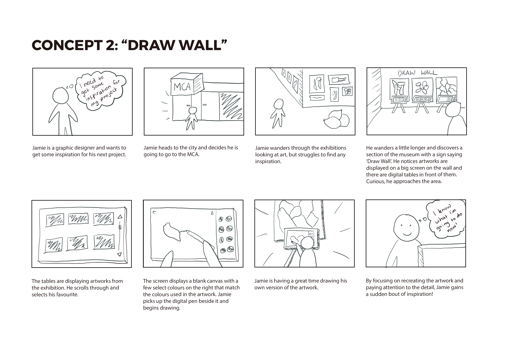 CONCEPT 2: “DRAW WALL”
I need to
get some
inspiration for
my project
MCA
DRAW WALL
Jamie is a graphic designer and wants to
get some inspiration for his next project.
Jamie heads to the city and decides he is
going to go to the MCA.
Jamie wanders through the exhibitions
looking at art, but struggles to find any
inspiration.
He wanders a little longer and discovers a
section of the museum with a sign saying
‘Draw Wall’. He notices artworks are
displayed on a big screen on the wall and
there are digital tables in front of them.
Curious, he approaches the area.
I know
what I'm
going to do
now!
The tables are displaying artworks from
the exhibition. He scrolls through and
selects his favourite.
The screen displays a blank canvas with a
few select colours on the right that match
the colours used in the artwork. Jamie
picks up the digital pen beside it and
begins drawing.
Jamie is having a great time drawing his
own version of the artwork.
By focusing on recreating the artwork and
paying attention to the detail, Jamie gains
a sudden bout of inspiration!